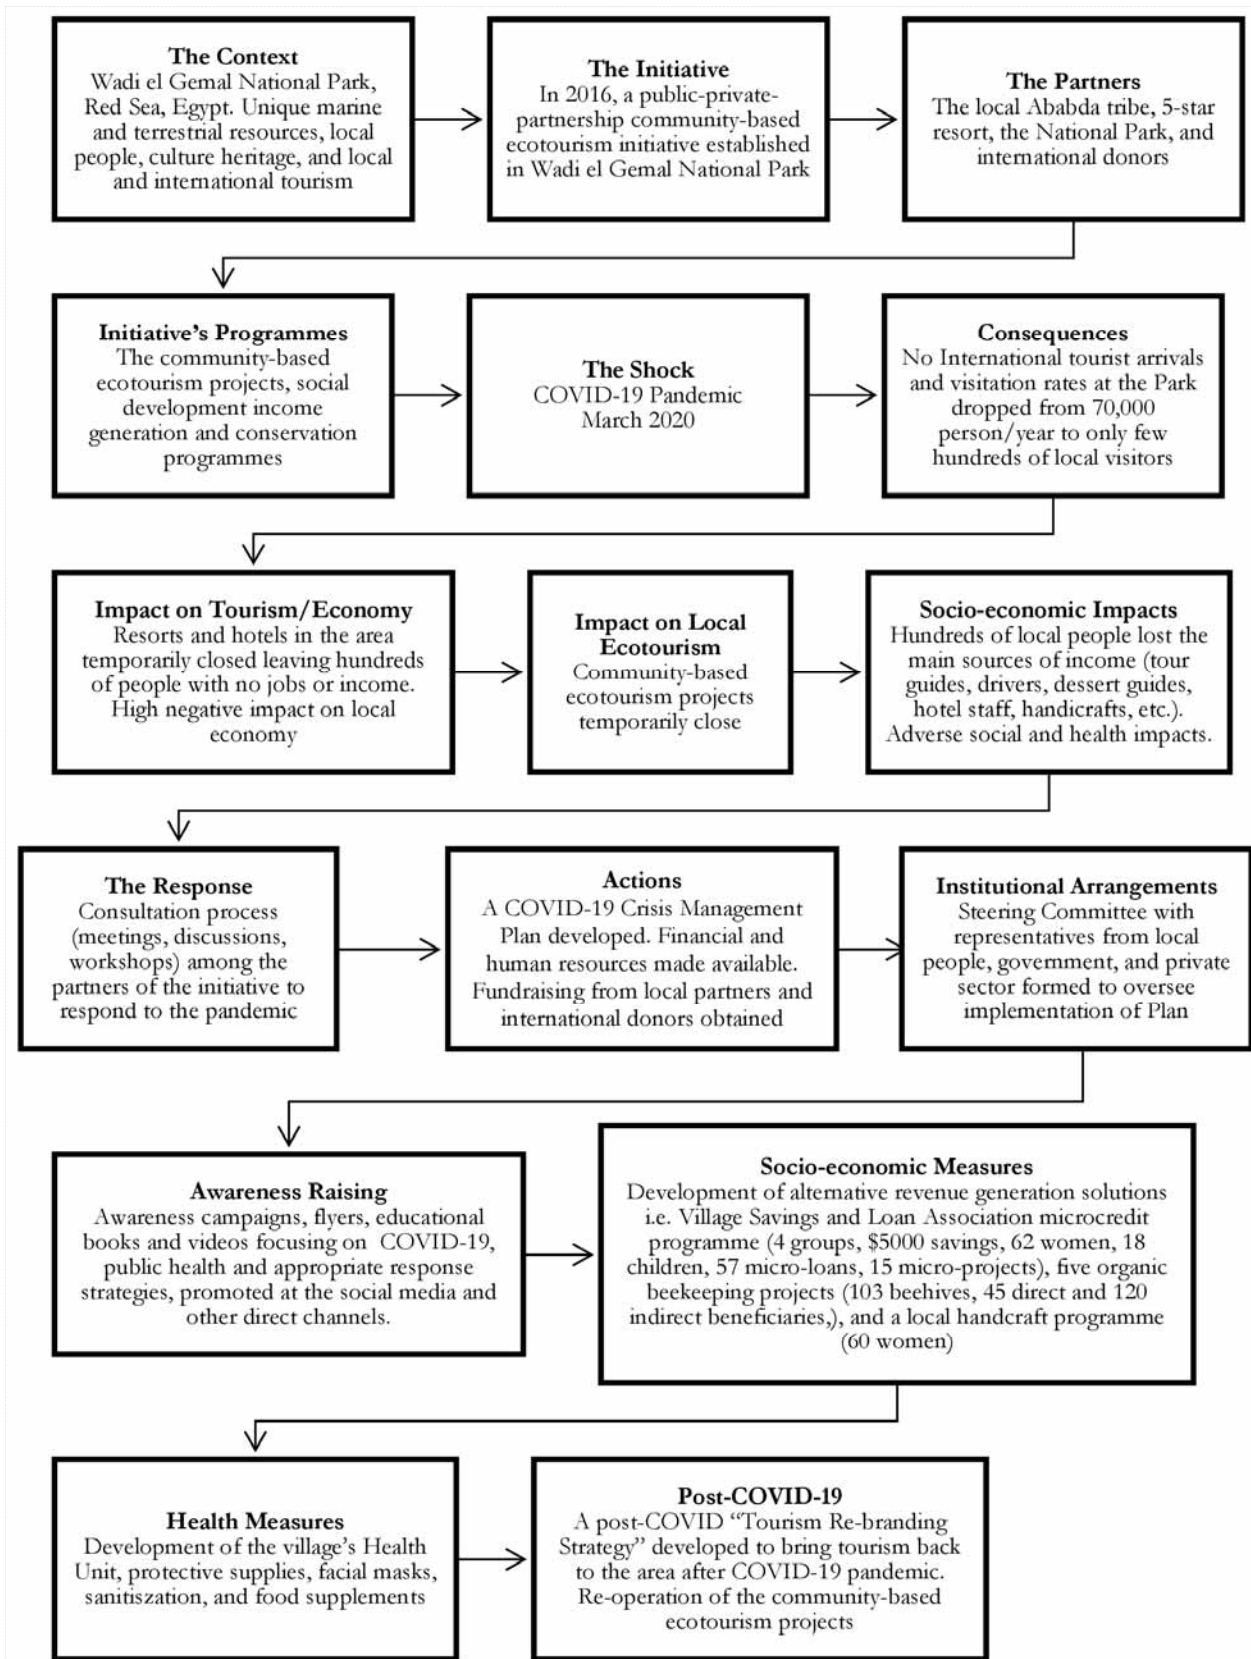 The Context
Wadi el Gemal National Park,
Red Sea, Egypt. Unique marine
and terrestrial resources, local
people, culture heritage, and local
and international tourism
The Initiative
In 2016, a public-private-
partnership community-based
ecotourism initiative established
in Wadi el Gemal National Park
The Partners
The local Ababda tribe, 5-star
resort, the National Park, and
international donors
Initiative's Programmes
The community-based
ecotourism projects, social
development income
generation and conservation
programmes
The Shock
COVID-19 Pandemic
March 2020
Consequences
No International tourist arrivals
and visitation rates at the Park
dropped from 70,000
person/year to only few
hundreds of local visitors
Impact on Tourism/Economy
Resorts and hotels in the area
temporarily closed leaving hundreds
of people with no jobs or income.
High negative impact on local
economy
Impact on Local
Ecotourism
Community-based
ecotourism projects
temporarily close
Socio-economic Impacts
Hundreds of local people lost the
main sources of income (tour
guides, drivers, dessert guides,
hotel staff, handicrafts, etc.).
Adverse social and health impacts.
The Response
Consultation process
(meetings, discussions,
workshops) among the
partners of the initiative to
respond to the pandemic
Actions
A COVID-19 Crisis Management
Plan developed. Financial and
human resources made available.
Fundraising from local partners and
international donors obtained
Institutional Arrangements
Steering Committee with
representatives from local
people, government, and private
sector formed to oversee
implementation of Plan
Awareness Raising
Awareness campaigns, flyers, educational
books and videos focusing on COVID-19,
public health and appropriate response
strategies, promoted at the social media and
other direct channels.
Socio-economic Measures
Development of alternative revenue generation solutions
i.e. Village Savings and Loan Association microcredit
programme (4 groups, $5000 savings, 62 women, 18
children, 57 micro-loans, 15 micro-projects), five organic
beekeeping projects (103 beehives, 45 direct and 120
indirect beneficiaries,), and a local handcraft programme
(60 women)
Health Measures
Development of the village's Health
Unit, protective supplies, facial masks,
sanitiszation, and food supplements
Post-COVID-19
A post-COVID “Tourism Re-branding
Strategy” developed to bring tourism back
to the area after COVID-19 pandemic.
Re-operation of the community-based
ecotourism projects